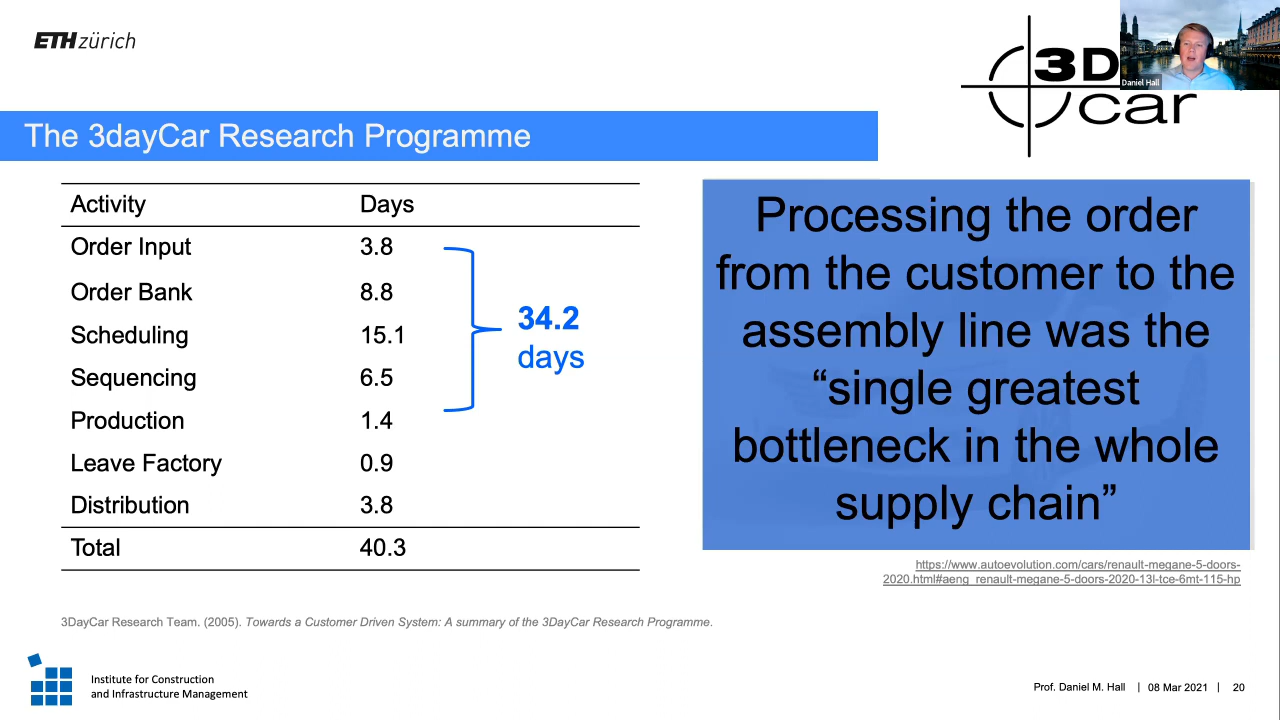 ETH zürich
3D
car
Daniel Hall
The 3dayCar Research Programme
Activity Days
Order Input 3.8
Order Bank 8.8
Scheduling 15.1
Sequencing 6.5
Production 1.4
Leave Factory 0.9
Distribution 3.8
Total 40.3
34.2
days
Processing the order
from the customer to the
assembly line was the
“single greatest
bottleneck in the whole
supply chain”
https://www.autoevolution.com/cars/renault-megane-5-doors-
2020.html#aeng_renault-megane-5-doors-2020-13l-tce-6mt-115-hp
3DayCar Research Team. (2005). Towards a Customer Driven System: A summary of the 3DayCar Research Programme.
Institute for Construction
and Infrastructure Management
Prof. Daniel M. Hall | 08 Mar 2021 | 20